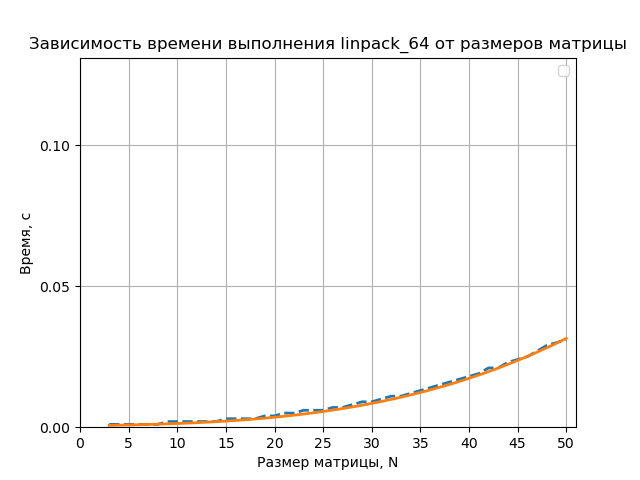 Зависимость времени выполнения linpack_64 от размеров матрицы
0.10
0.05
0.00
Время, с
0 5 10 15 20 25 30 35 40 45 50
Размер матрицы, N